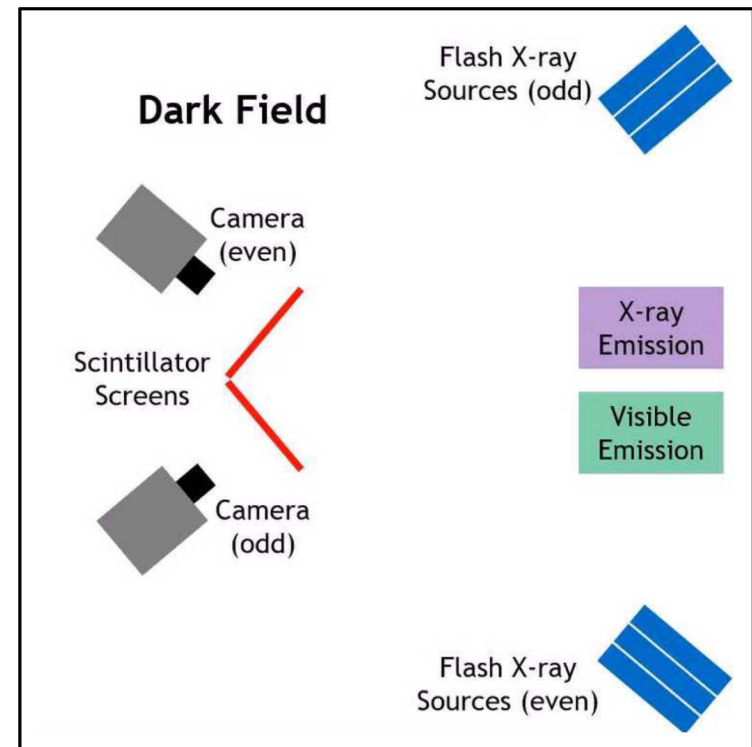 Dark Field
Flash X-ray
Sources (odd)
Camera
(even)
Scintillator
Screens
X-ray
Emission
Visible
Emission
Camera
(odd)
Flash X-ray
Sources (even)